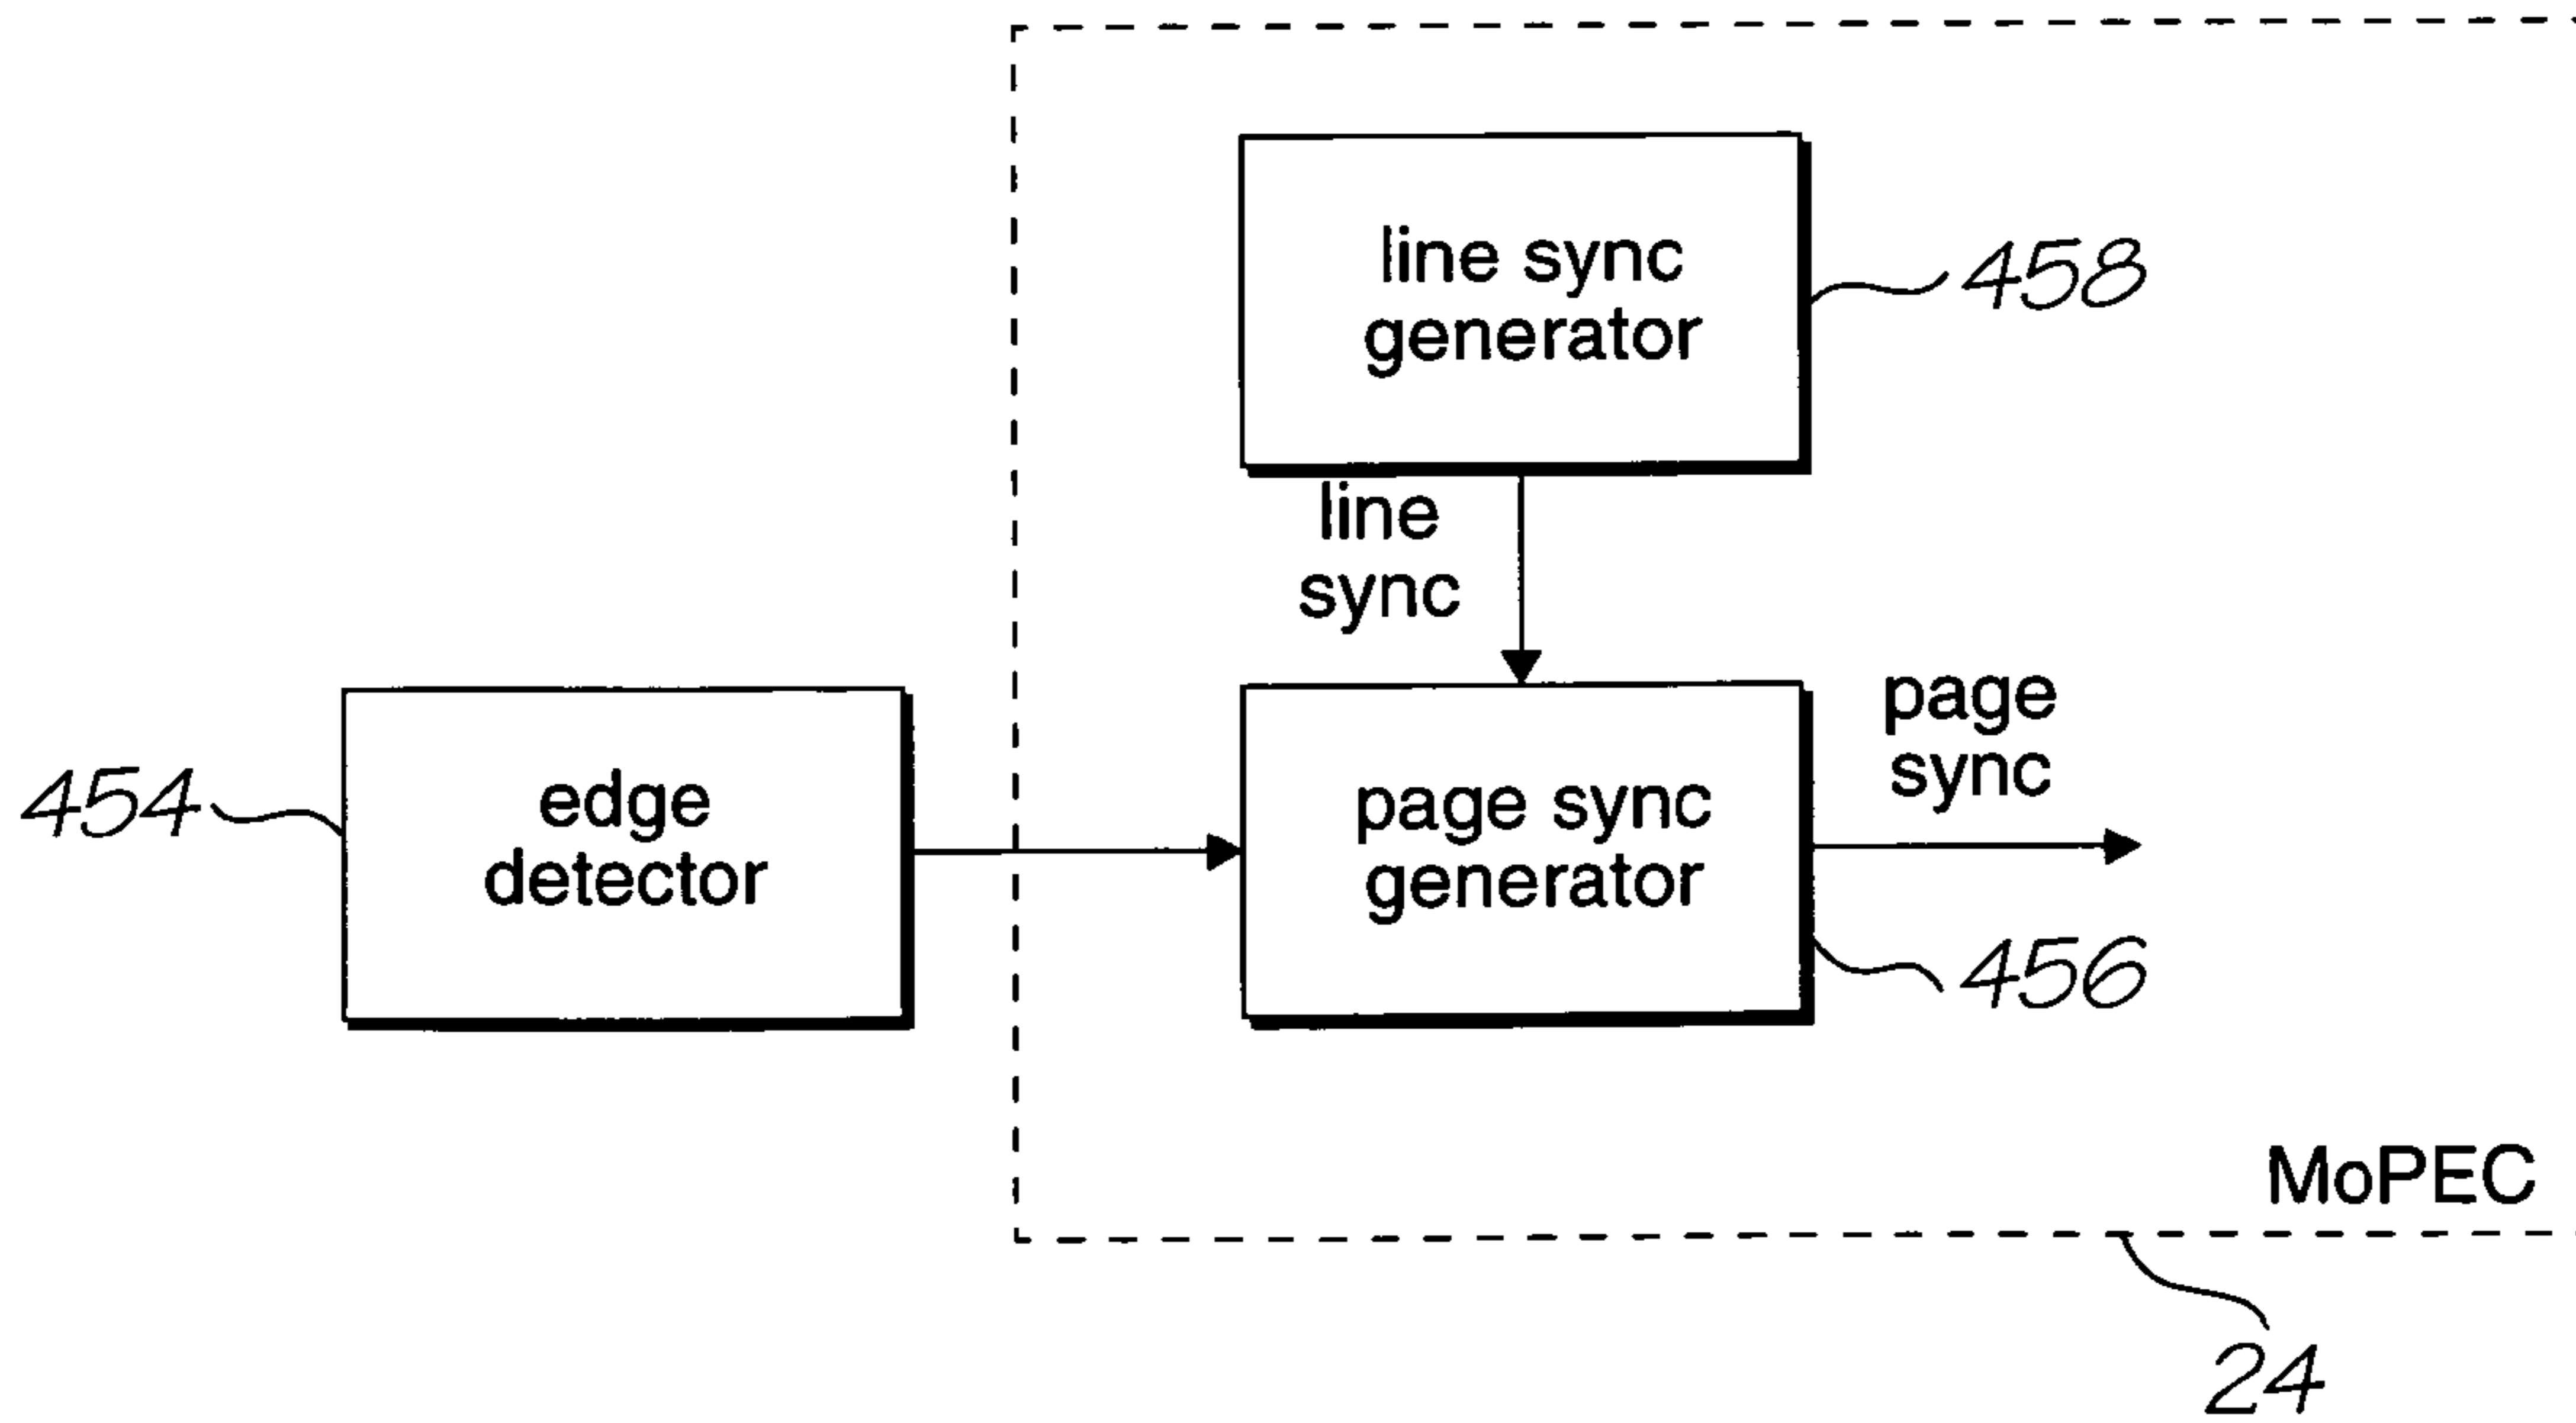 line sync
generator
458
line
sync
page
sync
454
edge
detector
page sync
generator
456
MoPEC
24